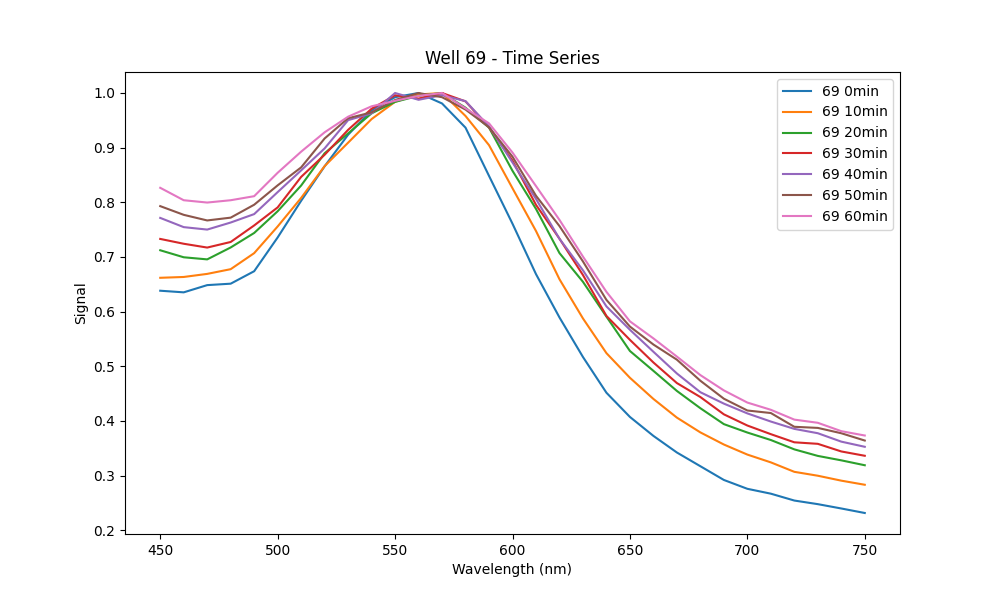 Well 69 - Time Series
Signal
1.0
0.9
0.8
0.7
0.6
0.5
0.4
0.3
0.2
69 0min
69 10min
69 20min
69 30min
69 40min
69 50min
69 60min
450 500 550 600 650 700 750
Wavelength (nm)